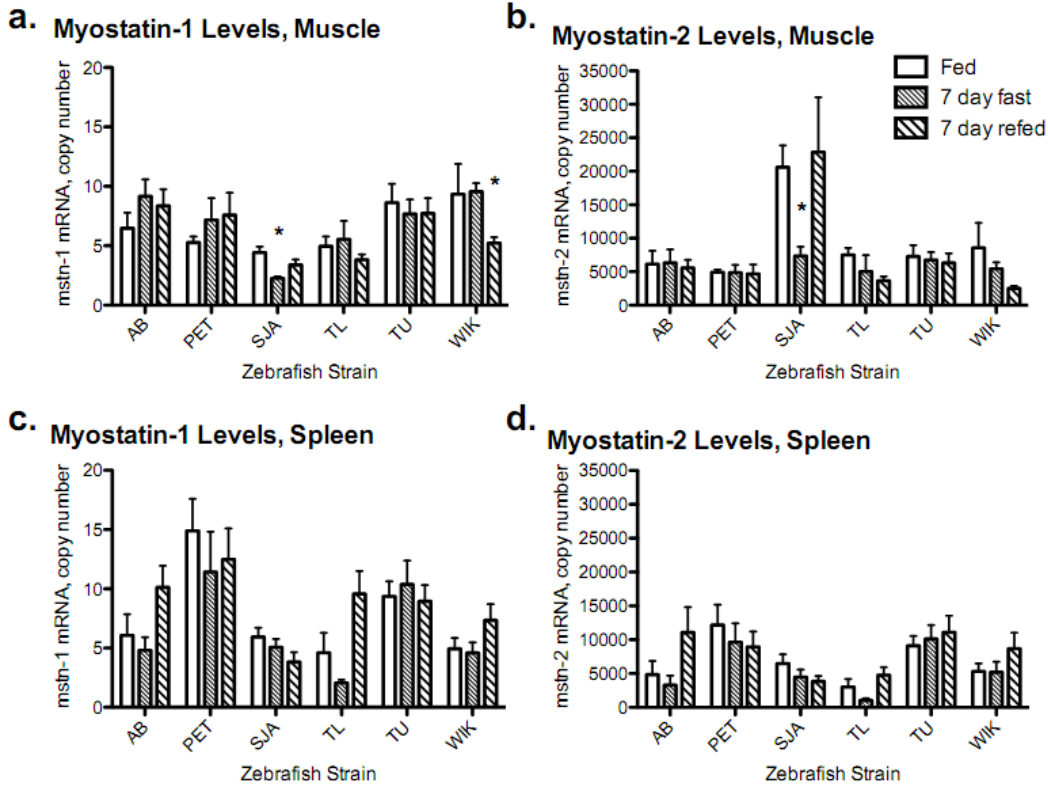 a. Myostatin-1 Levels, Muscle
mstn-1 mRNA, copy number
20
15
10
5
0
*
*
AB PET SJA TL TU WIK
Zebrafish Strain
b. Myostatin-2 Levels, Muscle
mstn-2 mRNA, copy number
35000
30000
25000
20000
15000
10000
5000
0
*
AB PET SJA TL TU WIK
Zebrafish Strain
Fed
7 day fast
7 day refed
c. Myostatin-1 Levels, Spleen
mstn-1 mRNA, copy number
20
15
10
5
0
AB PET SJA TL TU WIK
Zebrafish Strain
d. Myostatin-2 Levels, Spleen
mstn-2 mRNA, copy number
35000
30000
25000
20000
15000
10000
5000
0
AB PET SJA TL TU WIK
Zebrafish Strain